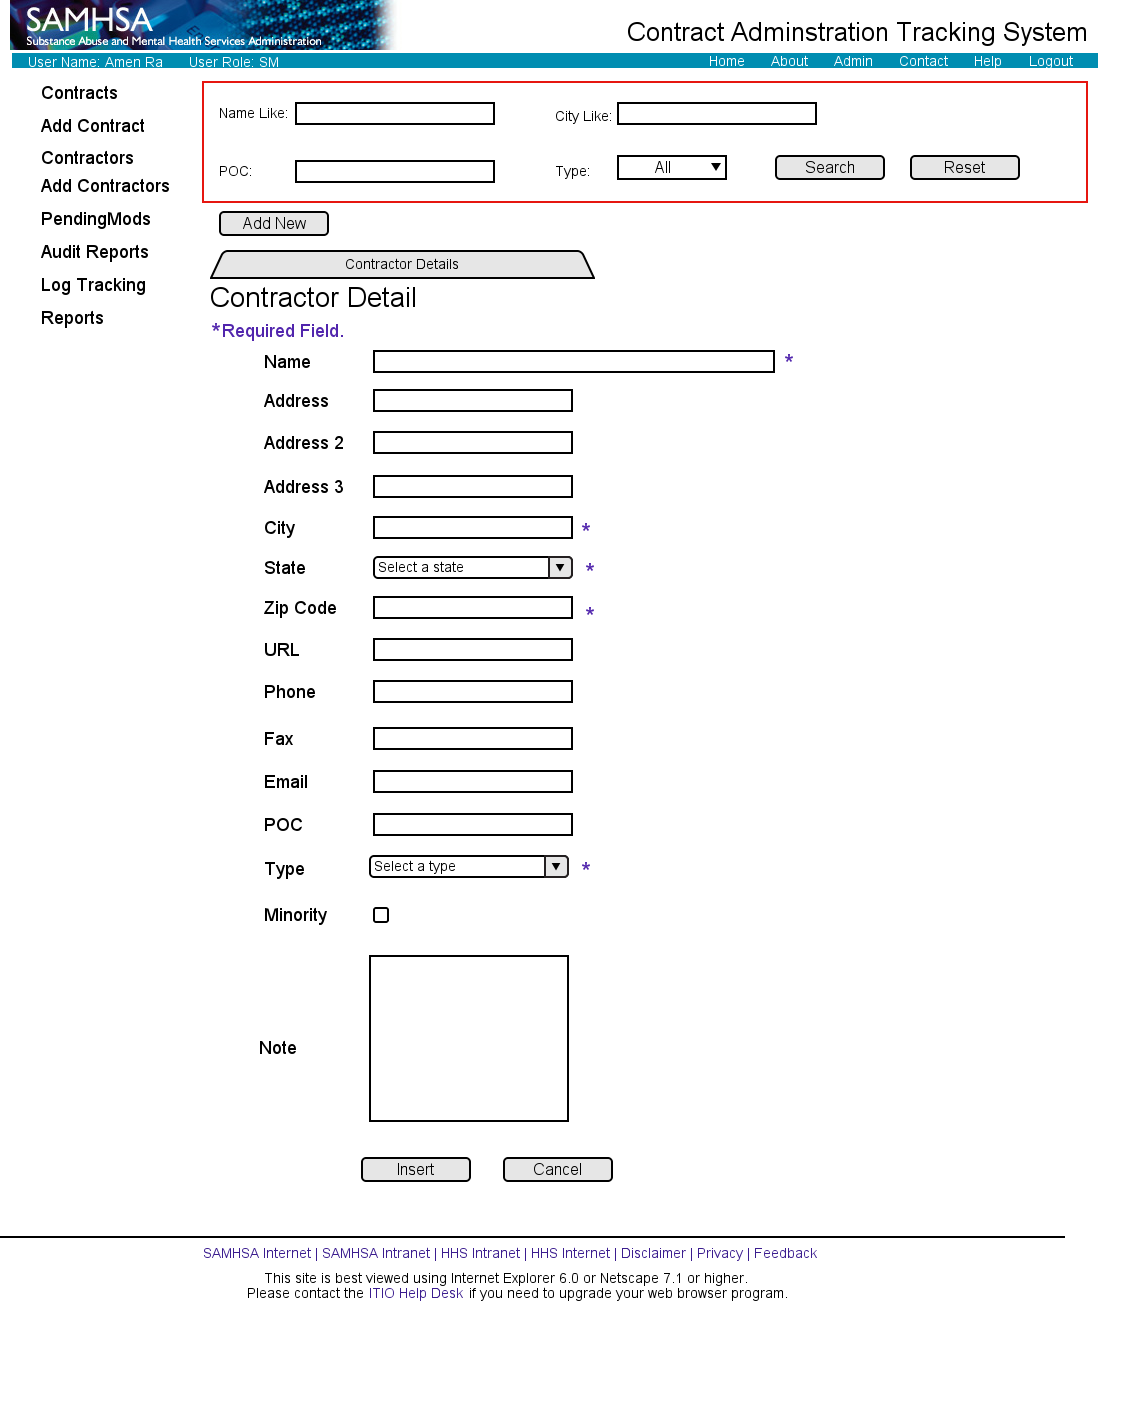 SAMHSA
Substance Abuse and Mental Health Services Administration
Contract Adminstration Tracking System
User Name: Amen Ra User Role: SM Home About Admin Contact Help Logout
Contracts
Add Contract
Contractors
Add Contractors
PendingMods
Audit Reports
Log Tracking
Reports
Name Like: City Like:
POC: Type: All Search Reset
Add New
Contractor Details
Contractor Detail
*Required Field.
Name *
Address
Address 2
Address 3
City *
State Select a state *
Zip Code *
URL
Phone
Fax
Email
POC
Type Select a type *
Minority
Note
Insert Cancel
SAMHSA Internet | SAMHSA Intranet | HHS Intranet | HHS Internet | Disclaimer | Privacy | Feedback
This site is best viewed using Internet Explorer 6.0 or Netscape 7.1 or higher.
Please contact the ITIO Help Desk if you need to upgrade your web browser program.